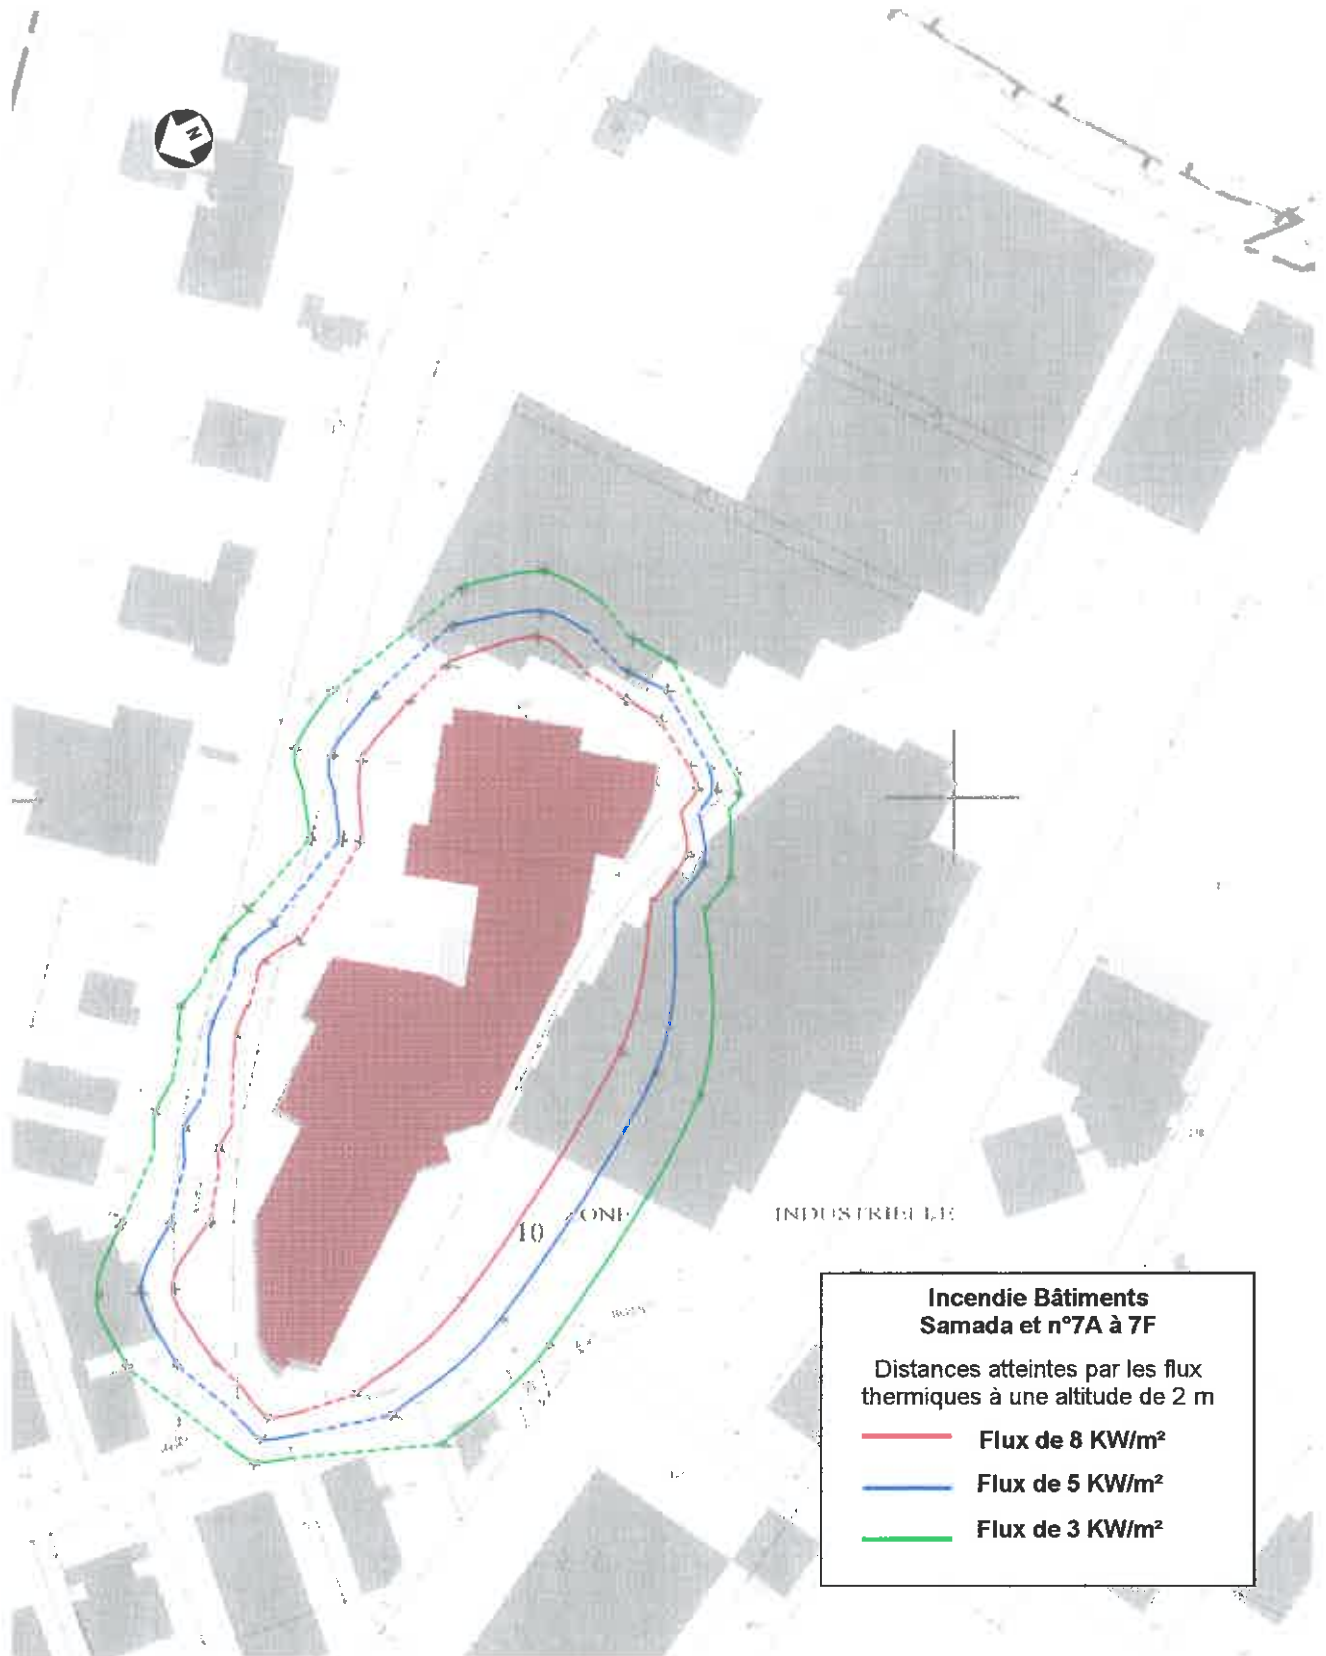 N
10
ZONE INDUSTRIELLE
Incendie Bâtiments
Samada et n°7A à 7F
Distances atteintes par les flux
thermiques à une altitude de 2 m
Flux de 8 KW/m²
Flux de 5 KW/m²
Flux de 3 KW/m²